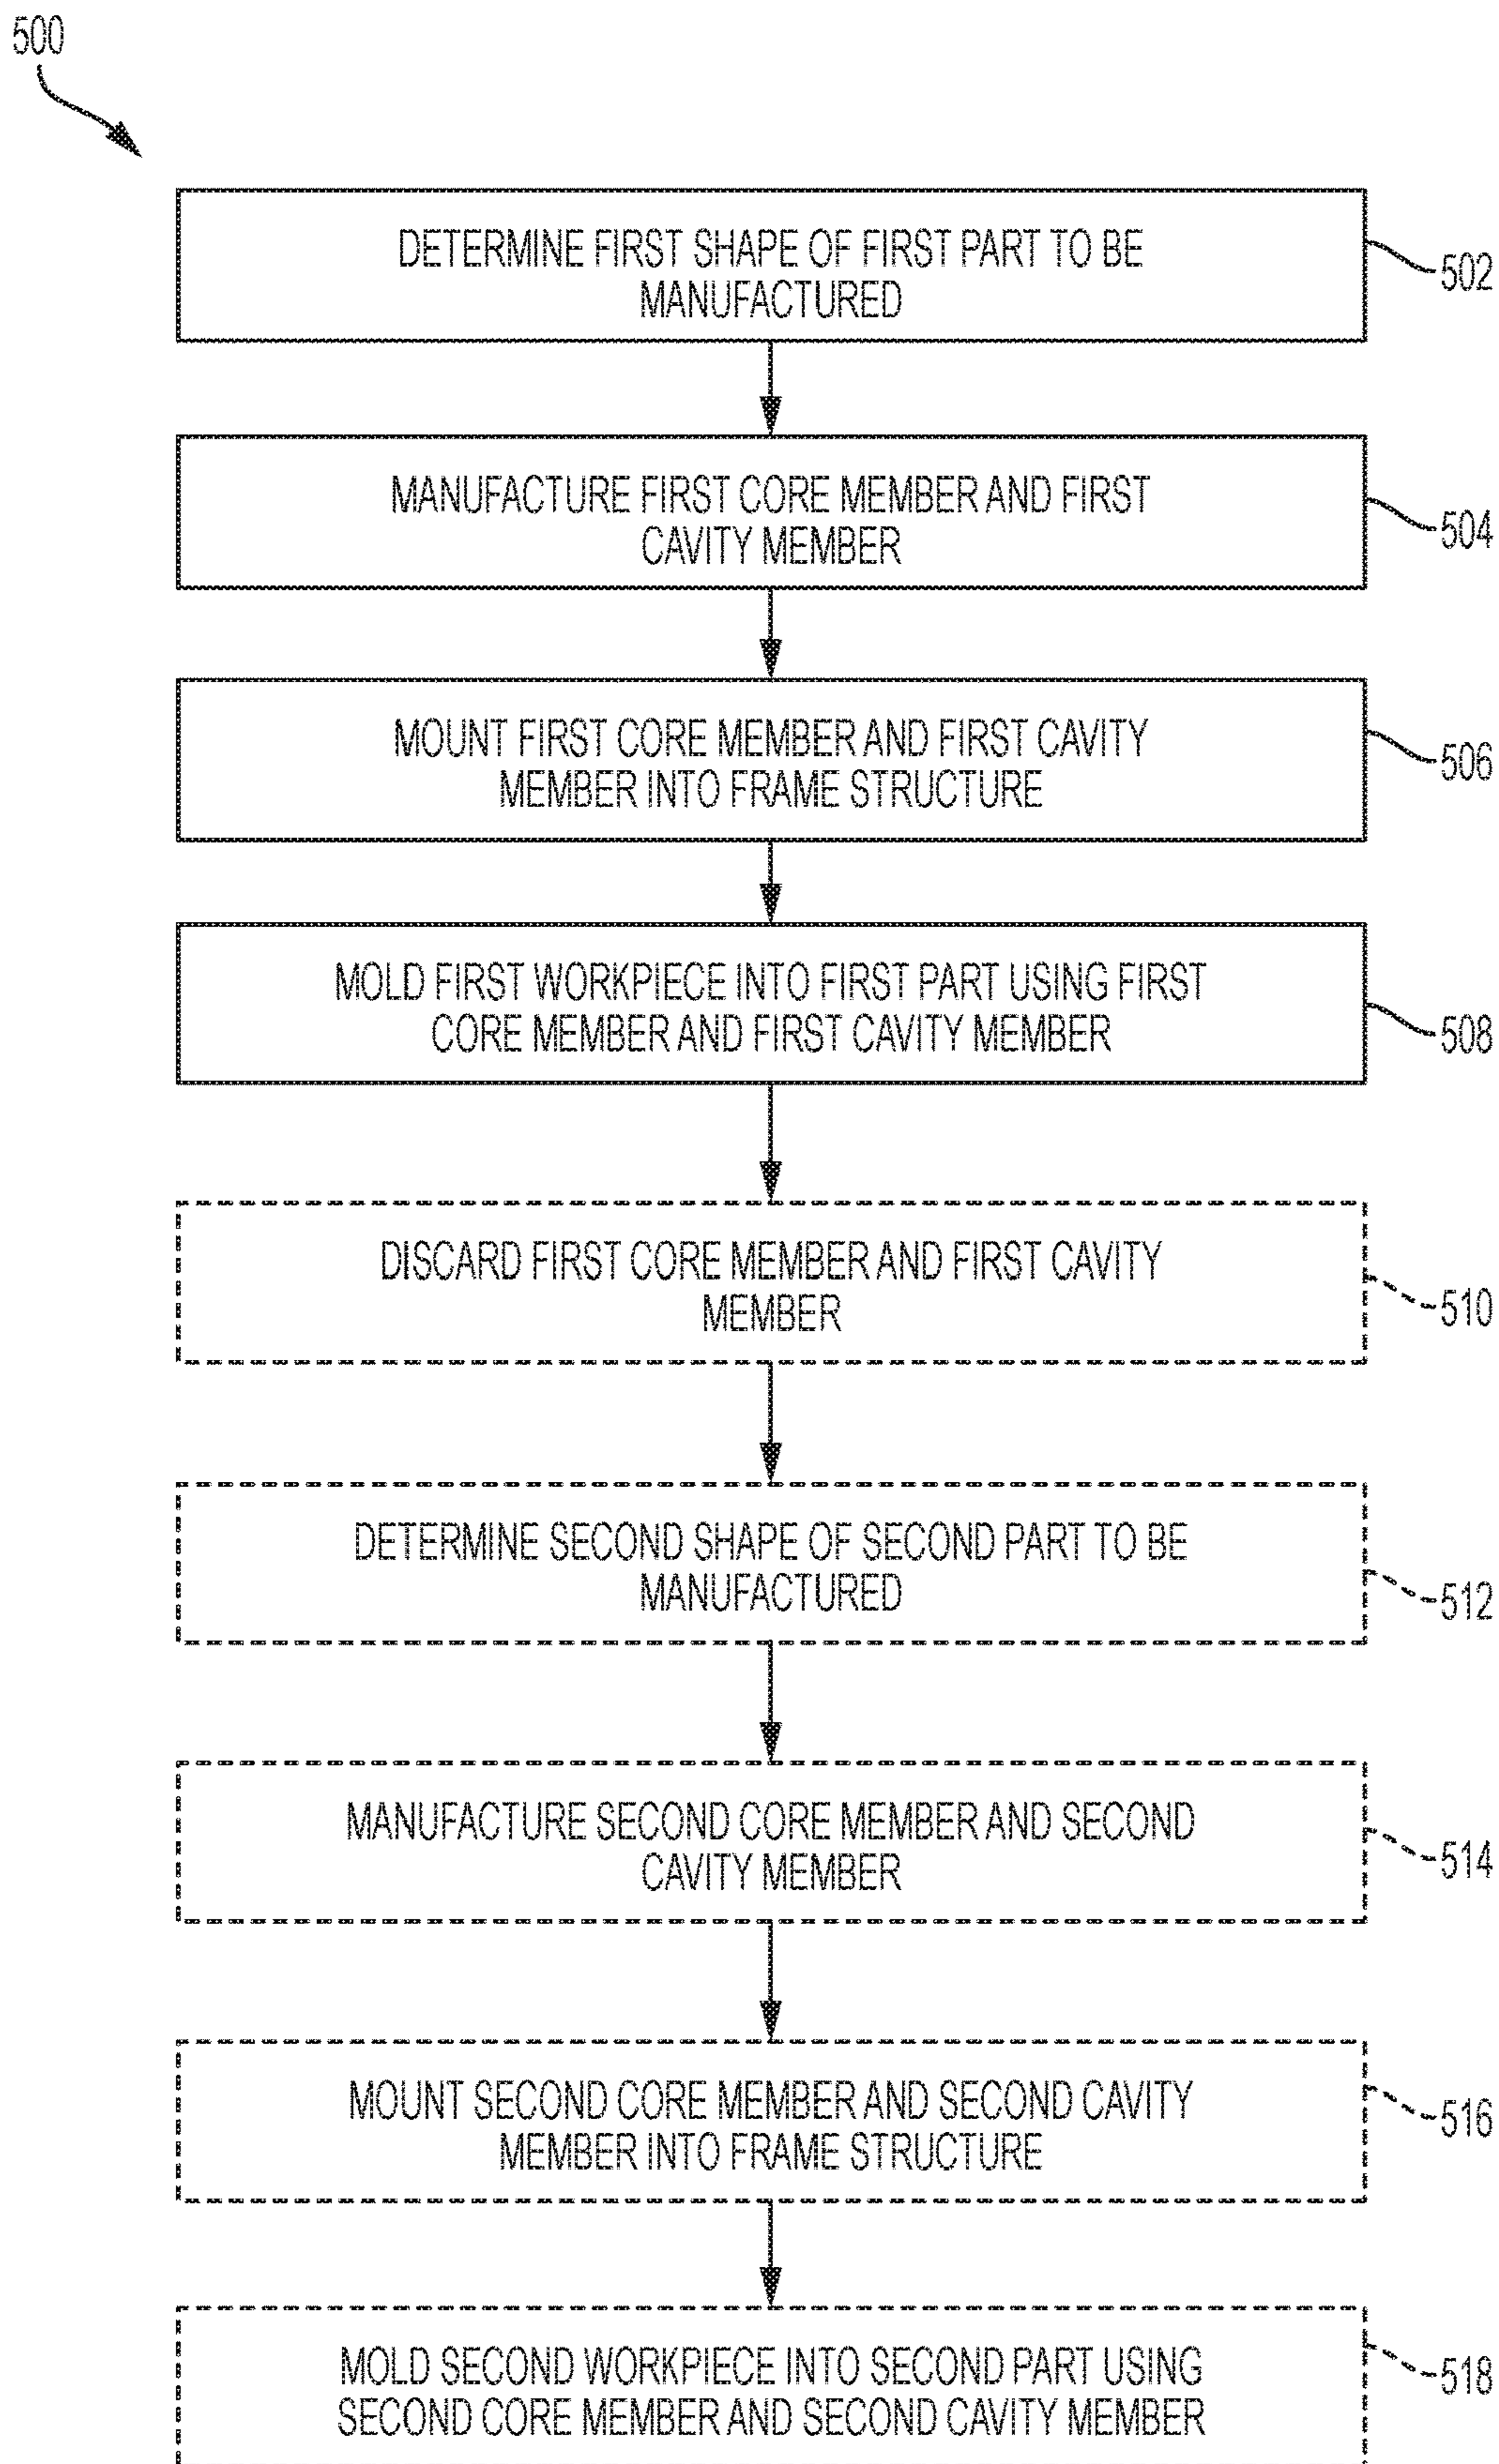 500
DETERMINE FIRST SHAPE OF FIRST PART TO BE
MANUFACTURED
502
MANUFACTURE FIRST CORE MEMBER AND FIRST
CAVITY MEMBER
504
MOUNT FIRST CORE MEMBER AND FIRST CAVITY
MEMBER INTO FRAME STRUCTURE
506
MOLD FIRST WORKPIECE INTO FIRST PART USING FIRST
CORE MEMBER AND FIRST CAVITY MEMBER
508
DISCARD FIRST CORE MEMBER AND FIRST CAVITY
MEMBER
510
DETERMINE SECOND SHAPE OF SECOND PART TO BE
MANUFACTURED
512
MANUFACTURE SECOND CORE MEMBER AND SECOND
CAVITY MEMBER
514
MOUNT SECOND CORE MEMBER AND SECOND CAVITY
MEMBER INTO FRAME STRUCTURE
516
MOLD SECOND WORKPIECE INTO SECOND PART USING
SECOND CORE MEMBER AND SECOND CAVITY MEMBER
518